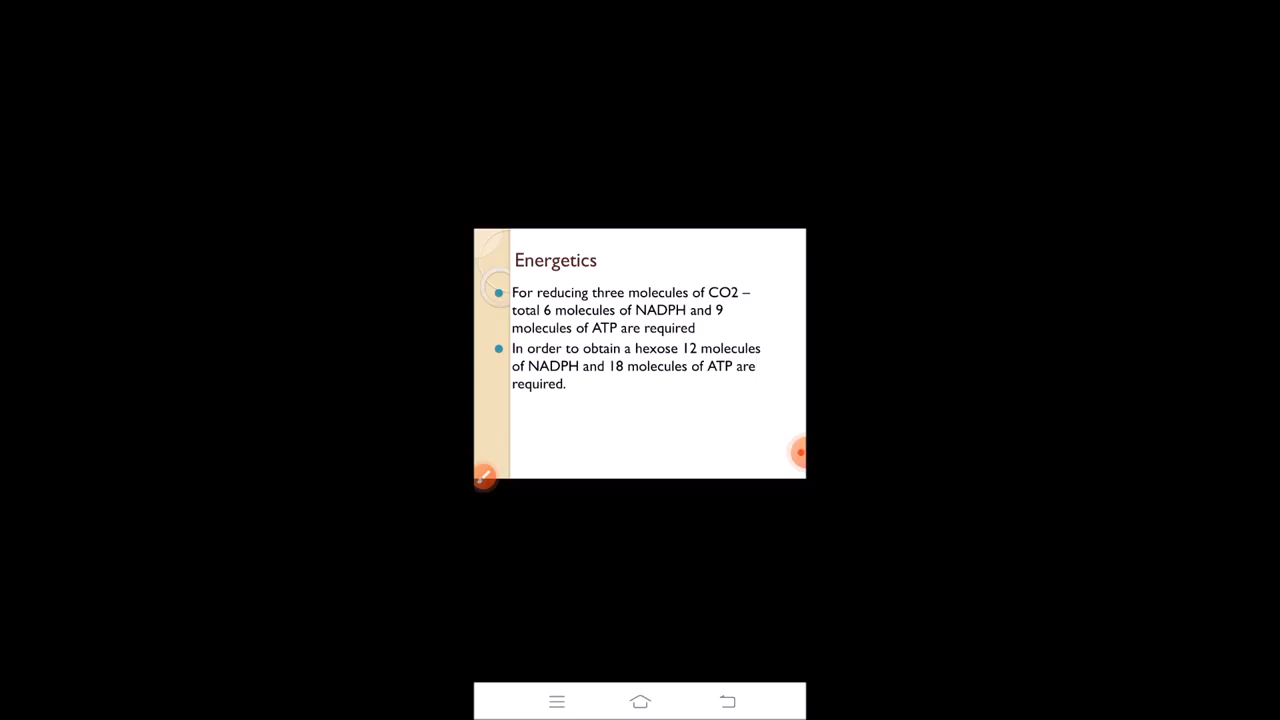 Energetics
For reducing three molecules of CO2 –
total 6 molecules of NADPH and 9
molecules of ATP are required
In order to obtain a hexose 12 molecules
of NADPH and 18 molecules of ATP are
required.